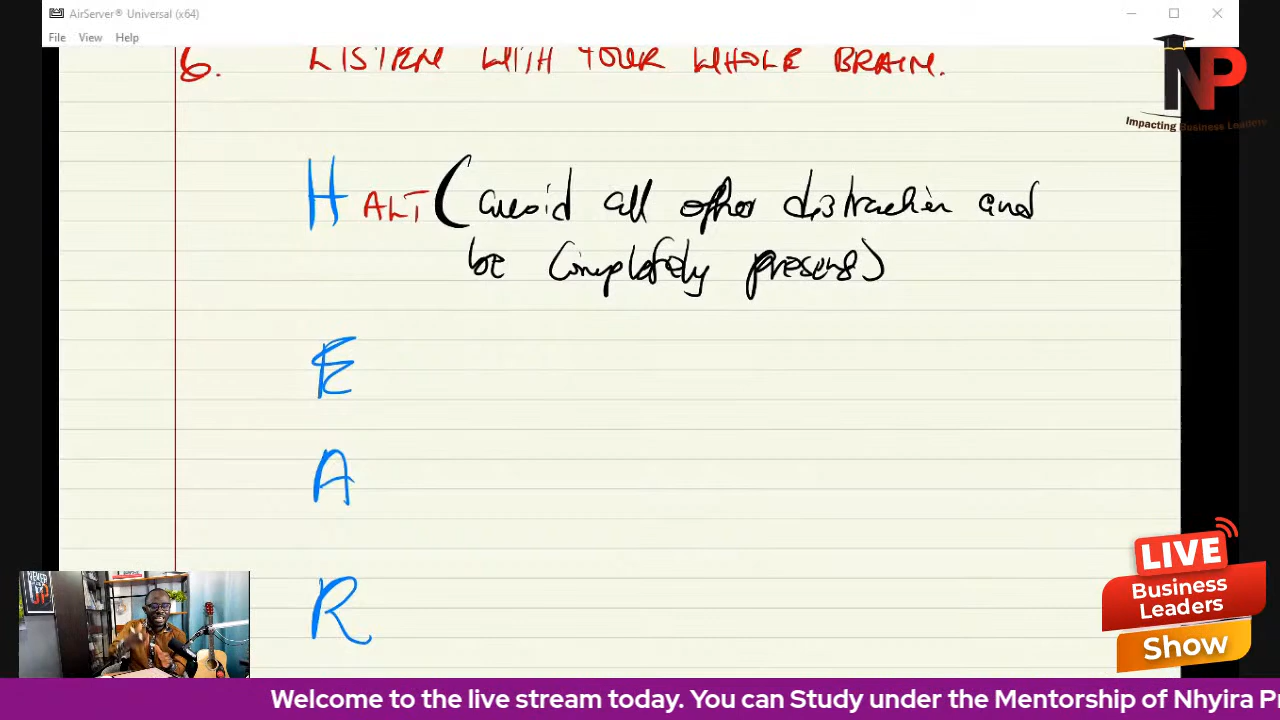 AirServer® Universal (x64)
File View Help
6. LISTEN WITH YOUR WHOLE BRAIN.
NP
Impacting Business Leaders
HALT (avoid all other distraction and
be completely present)
E
A
R
LIVE
Business
Leaders
Show
Welcome to the live stream today. You can Study under the Mentorship of Nhyira Pr